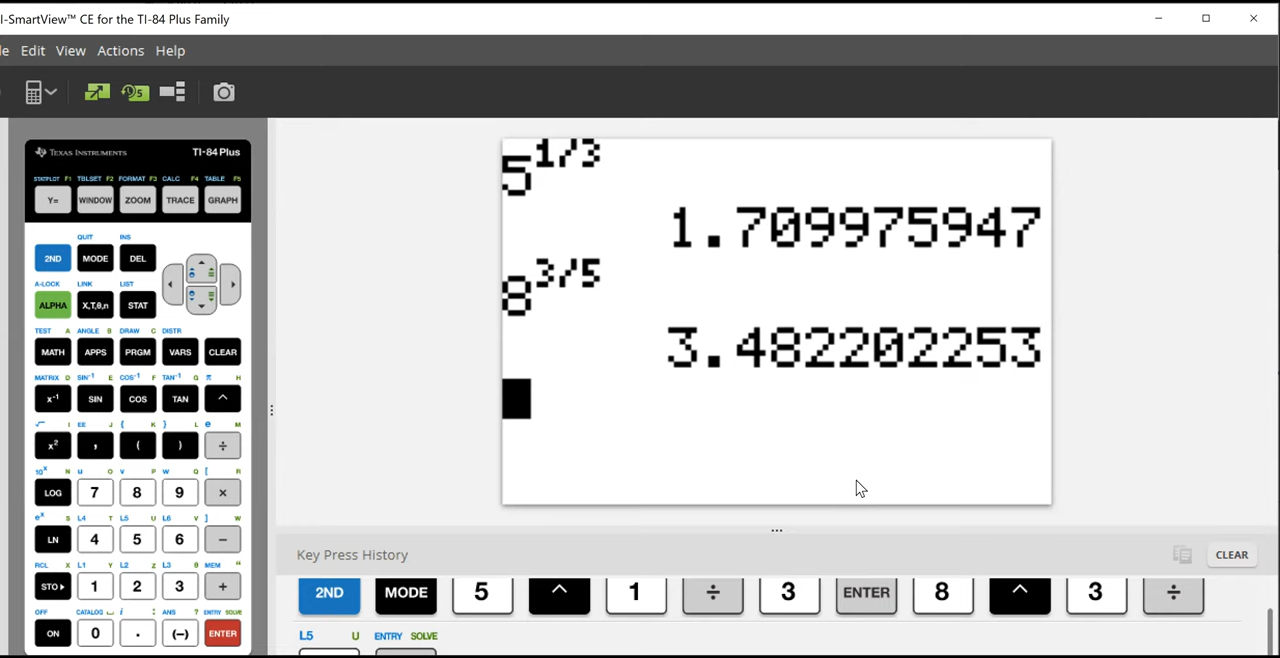 I-SmartView™ CE for the TI-84 Plus Family
le Edit View Actions Help
5
TEXAS INSTRUMENTS TI-84 Plus
STATPLOT F1 TBLSET F2 FORMAT F3 CALC F4 TABLE F5
Y= WINDOW ZOOM TRACE GRAPH
QUIT INS
2ND MODE DEL
A-LOCK LINK LIST
ALPHA X,T,θ,n STAT
TEST A ANGLE B DRAW C DISTR
MATH APPS PRGM VARS CLEAR
MATRIX D SIN⁻¹ E COS⁻¹ F TAN⁻¹ G π H
x⁻¹ SIN COS TAN ^
√ I EE J { K } L e M
x² , ( ) ÷
10ˣ N u O v P w Q [ R
LOG 7 8 9 ×
eˣ S L4 T L5 U L6 V ] W
LN 4 5 6 −
RCL X L1 Y L2 Z L3 θ MEM "
STO▸ 1 2 3 +
OFF CATALOG ⎵ i : ANS ? ENTRY SOLVE
ON 0 . (−) ENTER
5^1/3
1.709975947
8^3/5
3.482202253
Key Press History CLEAR
2ND MODE 5 ^ 1 ÷ 3 ENTER 8 ^ 3 ÷
L5 U ENTRY SOLVE